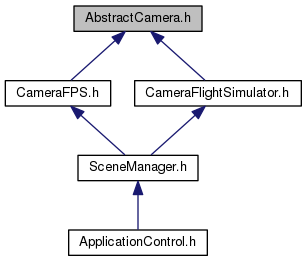 AbstractCamera.h
CameraFPS.h
CameraFlightSimulator.h
SceneManager.h
ApplicationControl.h